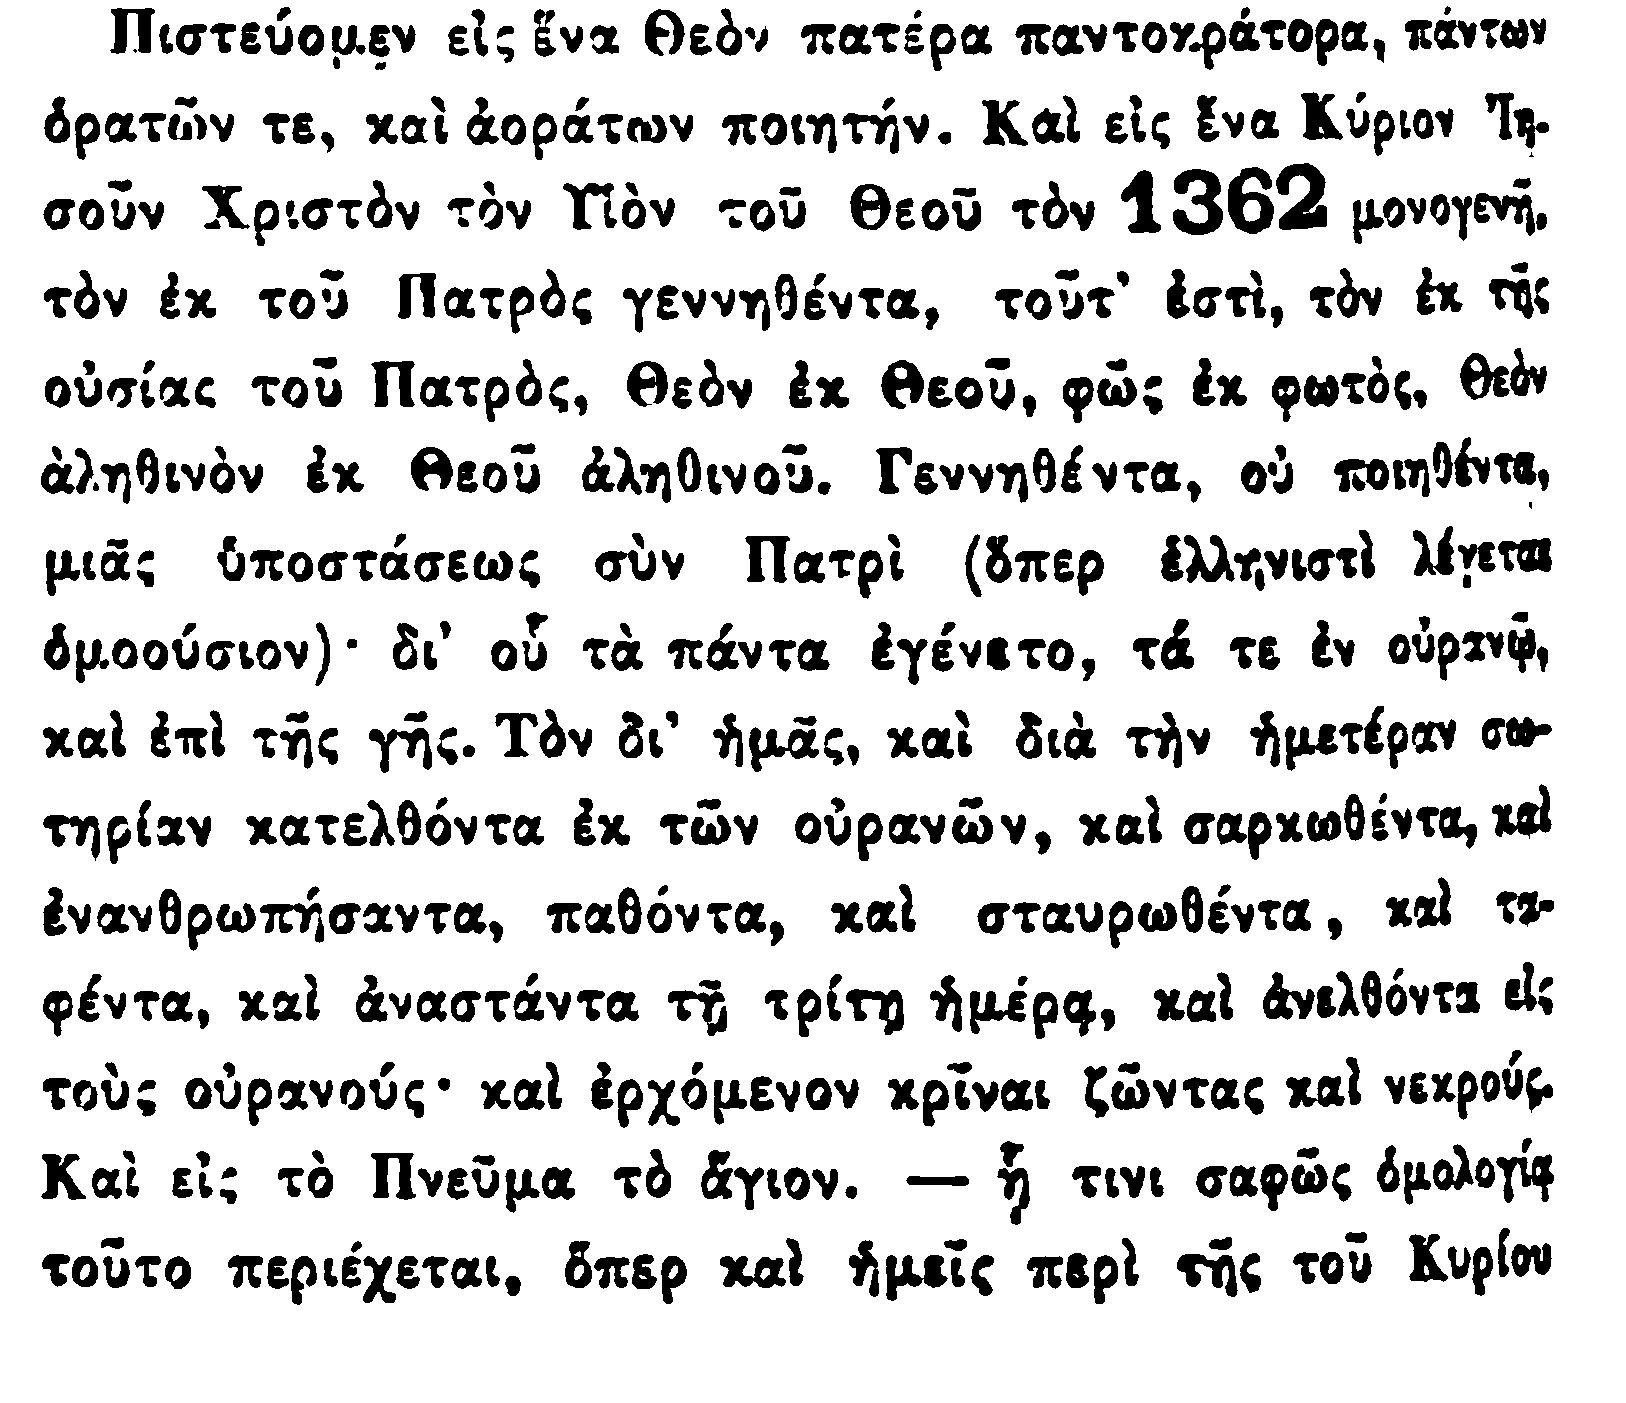 Πιστεύομεν εἰς ἕνα Θεὸν πατέρα παντοκράτορα, πάντων
ὁρατῶν τε, καὶ ἀοράτων ποιητήν. Καὶ εἰς ἕνα Κύριον Ἰη-
σοῦν Χριστὸν τὸν Υἱὸν τοῦ Θεοῦ τὸν 1362 μονογενῆ,
τὸν ἐκ τοῦ Πατρὸς γεννηθέντα, τοῦτ᾽ ἐστὶ, τὸν ἐκ τῆς
οὐσίας τοῦ Πατρὸς, Θεὸν ἐκ Θεοῦ, φῶς ἐκ φωτὸς, Θεὸν
ἀληθινὸν ἐκ Θεοῦ ἀληθινοῦ. Γεννηθέντα, οὐ ποιηθέντα,
μιᾶς ὑποστάσεως σὺν Πατρὶ (ὅπερ ἑλληνιστὶ λέγεται
ὁμοούσιον)· δι᾽ οὗ τὰ πάντα ἐγένετο, τά τε ἐν οὐρανῷ,
καὶ ἐπὶ τῆς γῆς. Τὸν δι᾽ ἡμᾶς, καὶ διὰ τὴν ἡμετέραν σω-
τηρίαν κατελθόντα ἐκ τῶν οὐρανῶν, καὶ σαρκωθέντα, καὶ
ἐνανθρωπήσαντα, παθόντα, καὶ σταυρωθέντα, καὶ τα-
φέντα, καὶ ἀναστάντα τῇ τρίτῃ ἡμέρᾳ, καὶ ἀνελθόντα εἰς
τοὺς οὐρανούς· καὶ ἐρχόμενον κρῖναι ζῶντας καὶ νεκρούς.
Καὶ εἰς τὸ Πνεῦμα τὸ ἅγιον. — ᾗ τινι σαφῶς ὁμολογίᾳ
τοῦτο περιέχεται, ὅπερ καὶ ἡμεῖς περὶ τῆς τοῦ Κυρίου